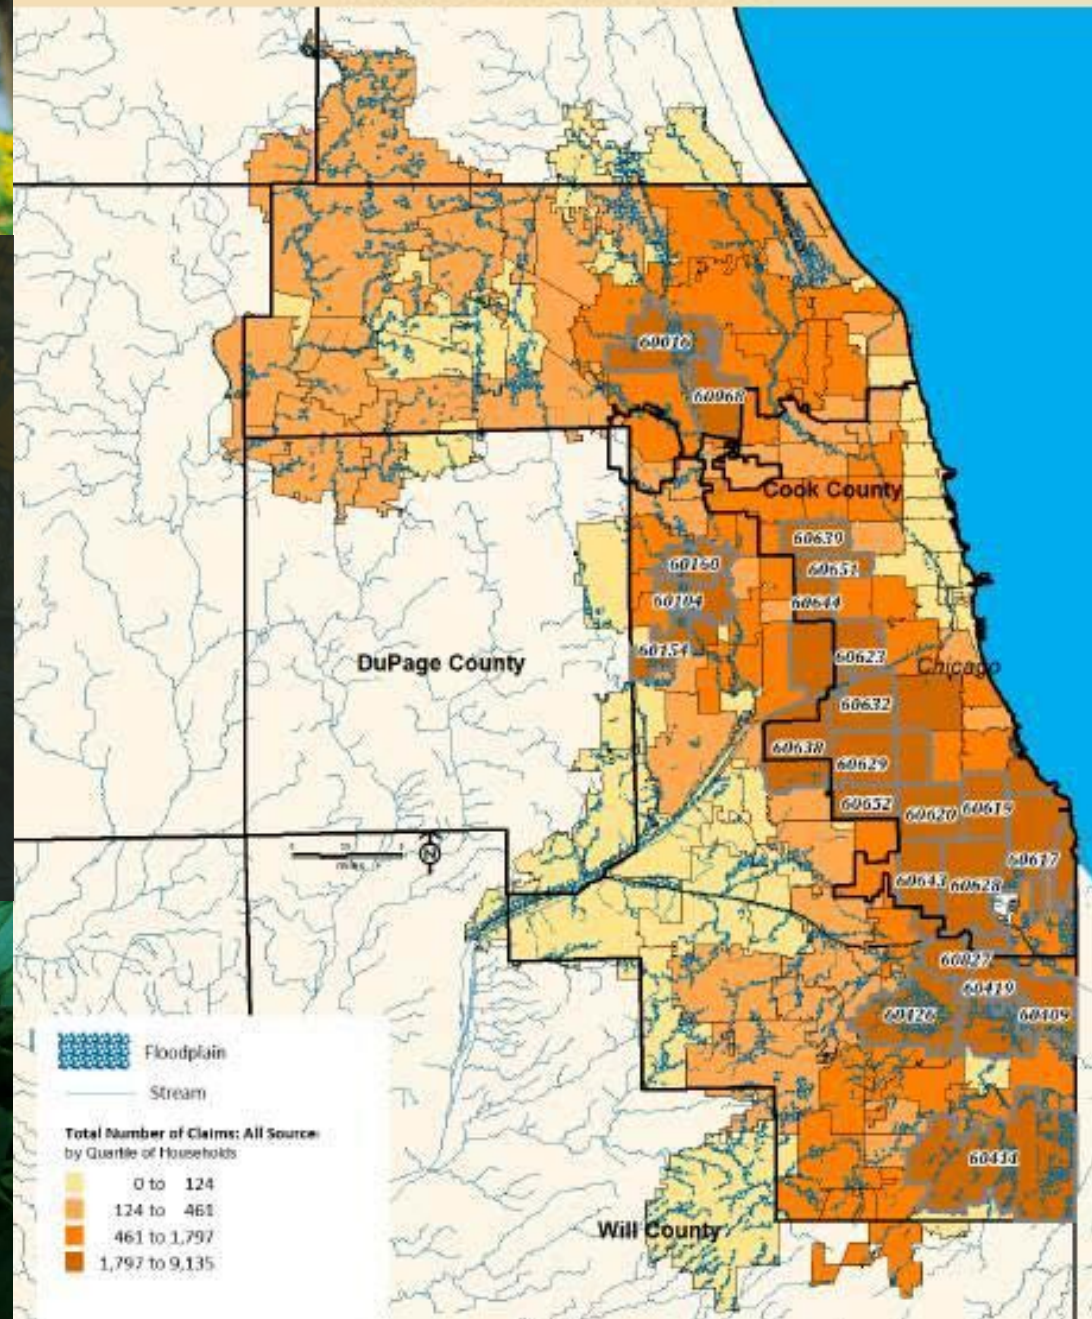 60016
60068
Cook County
60639
60160
60651
60104
60644
60154
DuPage County
60623
Chicago
60632
60638
60629
60652
60620
60619
60617
miles
N
60643
60628
60827
60419
60426
60409
Floodplain
Stream
Total Number of Claims: All Source
by Quartile of Households
0 to 124
124 to 461
461 to 1,797
1,797 to 9,135
Will County